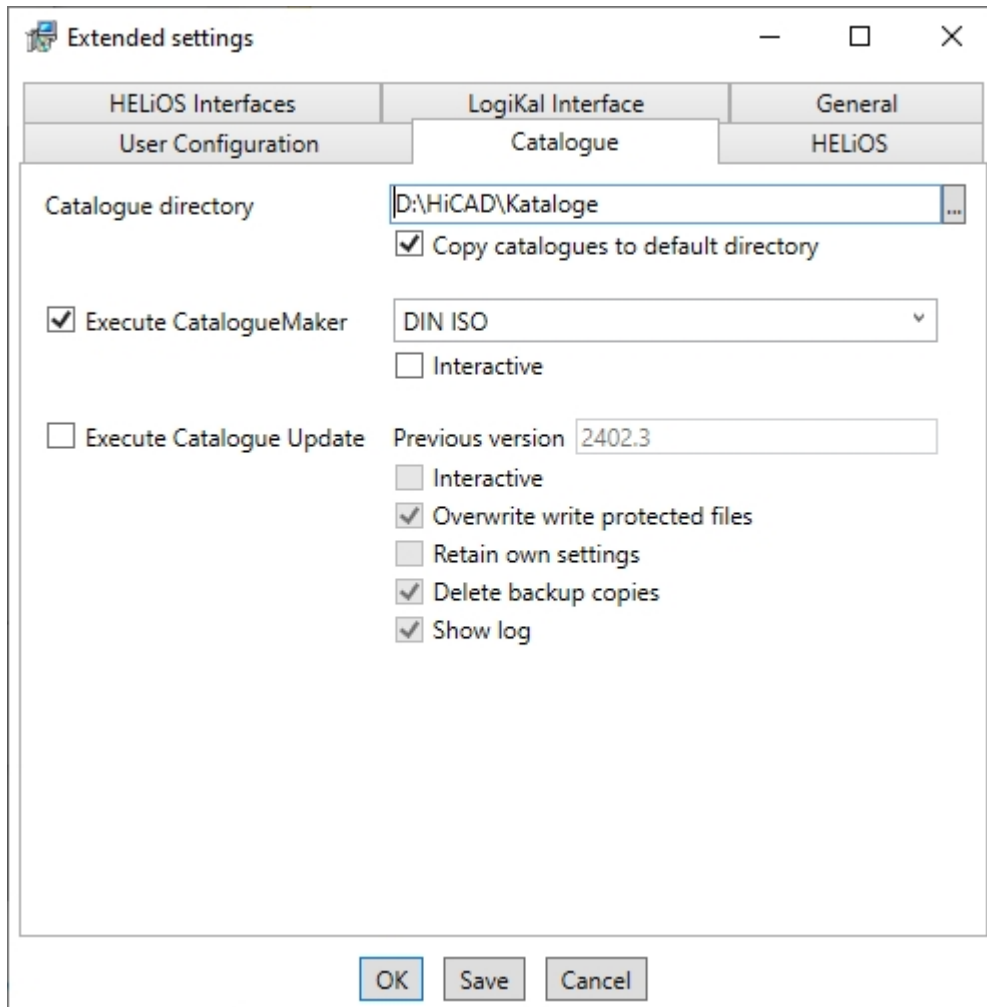 Extended settings
HELiOS Interfaces LogiKal Interface General
User Configuration Catalogue HELiOS
Catalogue directory D:\HiCAD\Kataloge ...
Copy catalogues to default directory
Execute CatalogueMaker DIN ISO
Interactive
Execute Catalogue Update Previous version 2402.3
Interactive
Overwrite write protected files
Retain own settings
Delete backup copies
Show log
OK Save Cancel